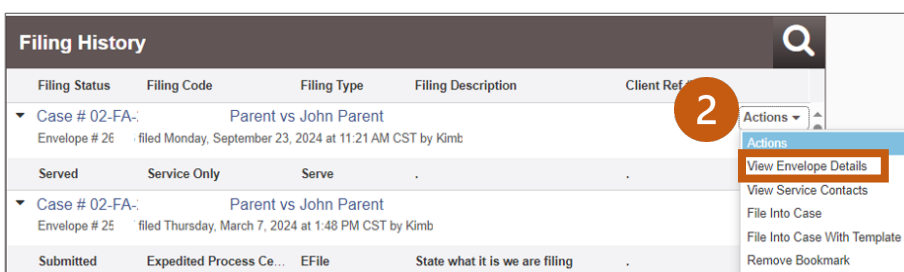 Filing History
Filing Status Filing Code Filing Type Filing Description Client Ref
2
Case # 02-FA- Parent vs John Parent
Actions
Envelope # 26 filed Monday, September 23, 2024 at 11:21 AM CST by Kimb
Actions
Served Service Only Serve . .
View Envelope Details
View Service Contacts
Case # 02-FA- Parent vs John Parent
File Into Case
Envelope # 25 filed Thursday, March 7, 2024 at 1:48 PM CST by Kimb
File Into Case With Template
Submitted Expedited Process Ce... EFile State what it is we are filing .
Remove Bookmark